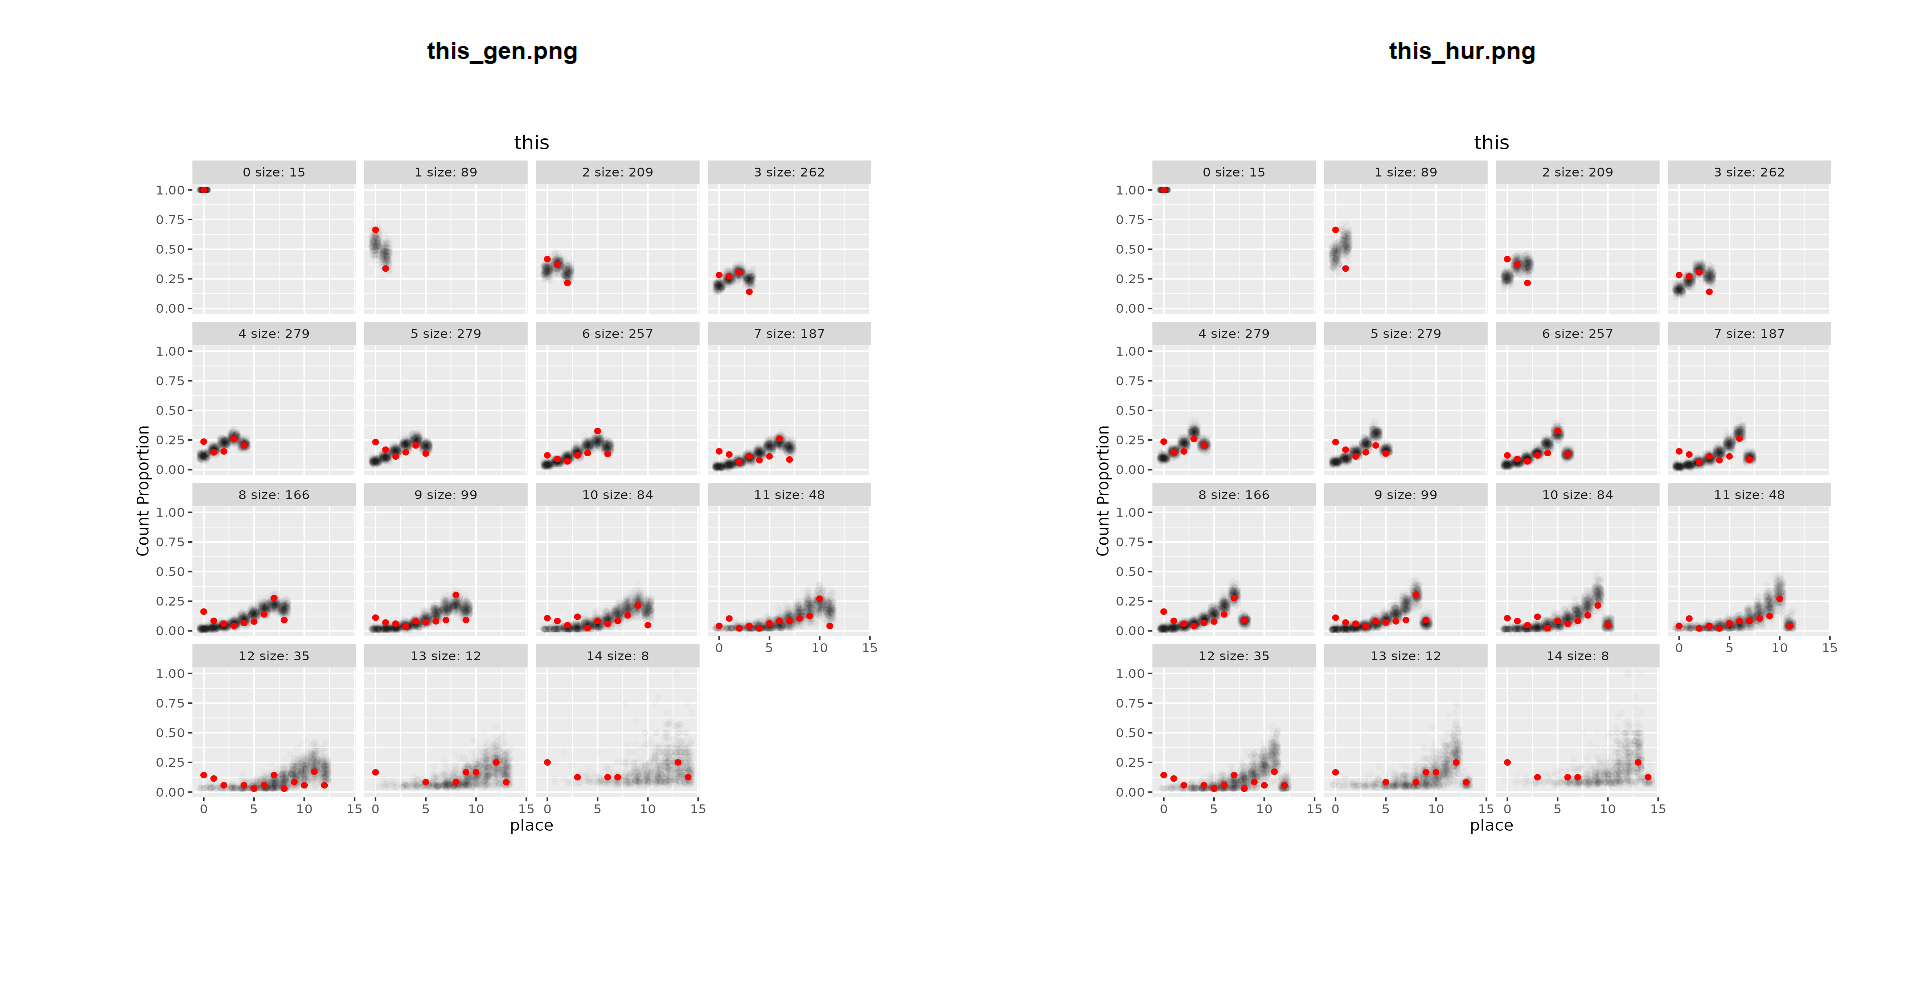 this_gen.png
this
0 size: 15
1 size: 89
2 size: 209
3 size: 262
1.00
0.75
0.50
0.25
0.00
4 size: 279
5 size: 279
6 size: 257
7 size: 187
1.00
0.75
0.50
0.25
0.00
8 size: 166
9 size: 99
10 size: 84
11 size: 48
1.00
0.75
0.50
0.25
0.00
0 5 10 15
12 size: 35
13 size: 12
14 size: 8
1.00
0.75
0.50
0.25
0.00
0 5 10 15
0 5 10 15
0 5 10 15
Count Proportion
place
this_hur.png
this
0 size: 15
1 size: 89
2 size: 209
3 size: 262
1.00
0.75
0.50
0.25
0.00
4 size: 279
5 size: 279
6 size: 257
7 size: 187
1.00
0.75
0.50
0.25
0.00
8 size: 166
9 size: 99
10 size: 84
11 size: 48
1.00
0.75
0.50
0.25
0.00
0 5 10 15
12 size: 35
13 size: 12
14 size: 8
1.00
0.75
0.50
0.25
0.00
0 5 10 15
0 5 10 15
0 5 10 15
Count Proportion
place